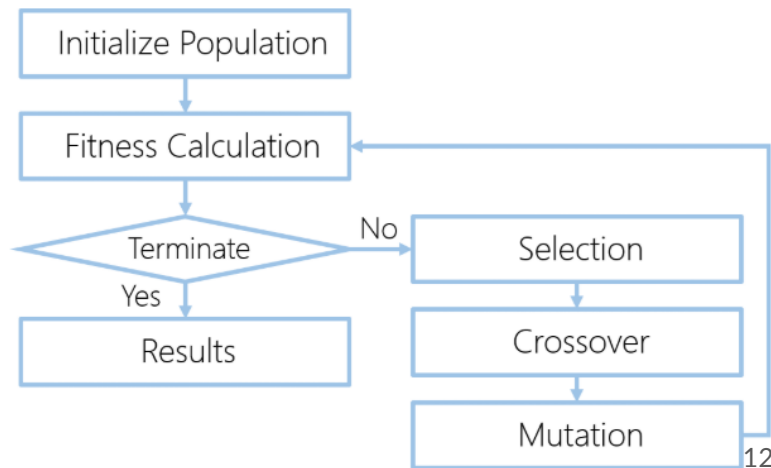 Initialize Population
Fitness Calculation
Terminate
No
Selection
Yes
Results
Crossover
Mutation
12